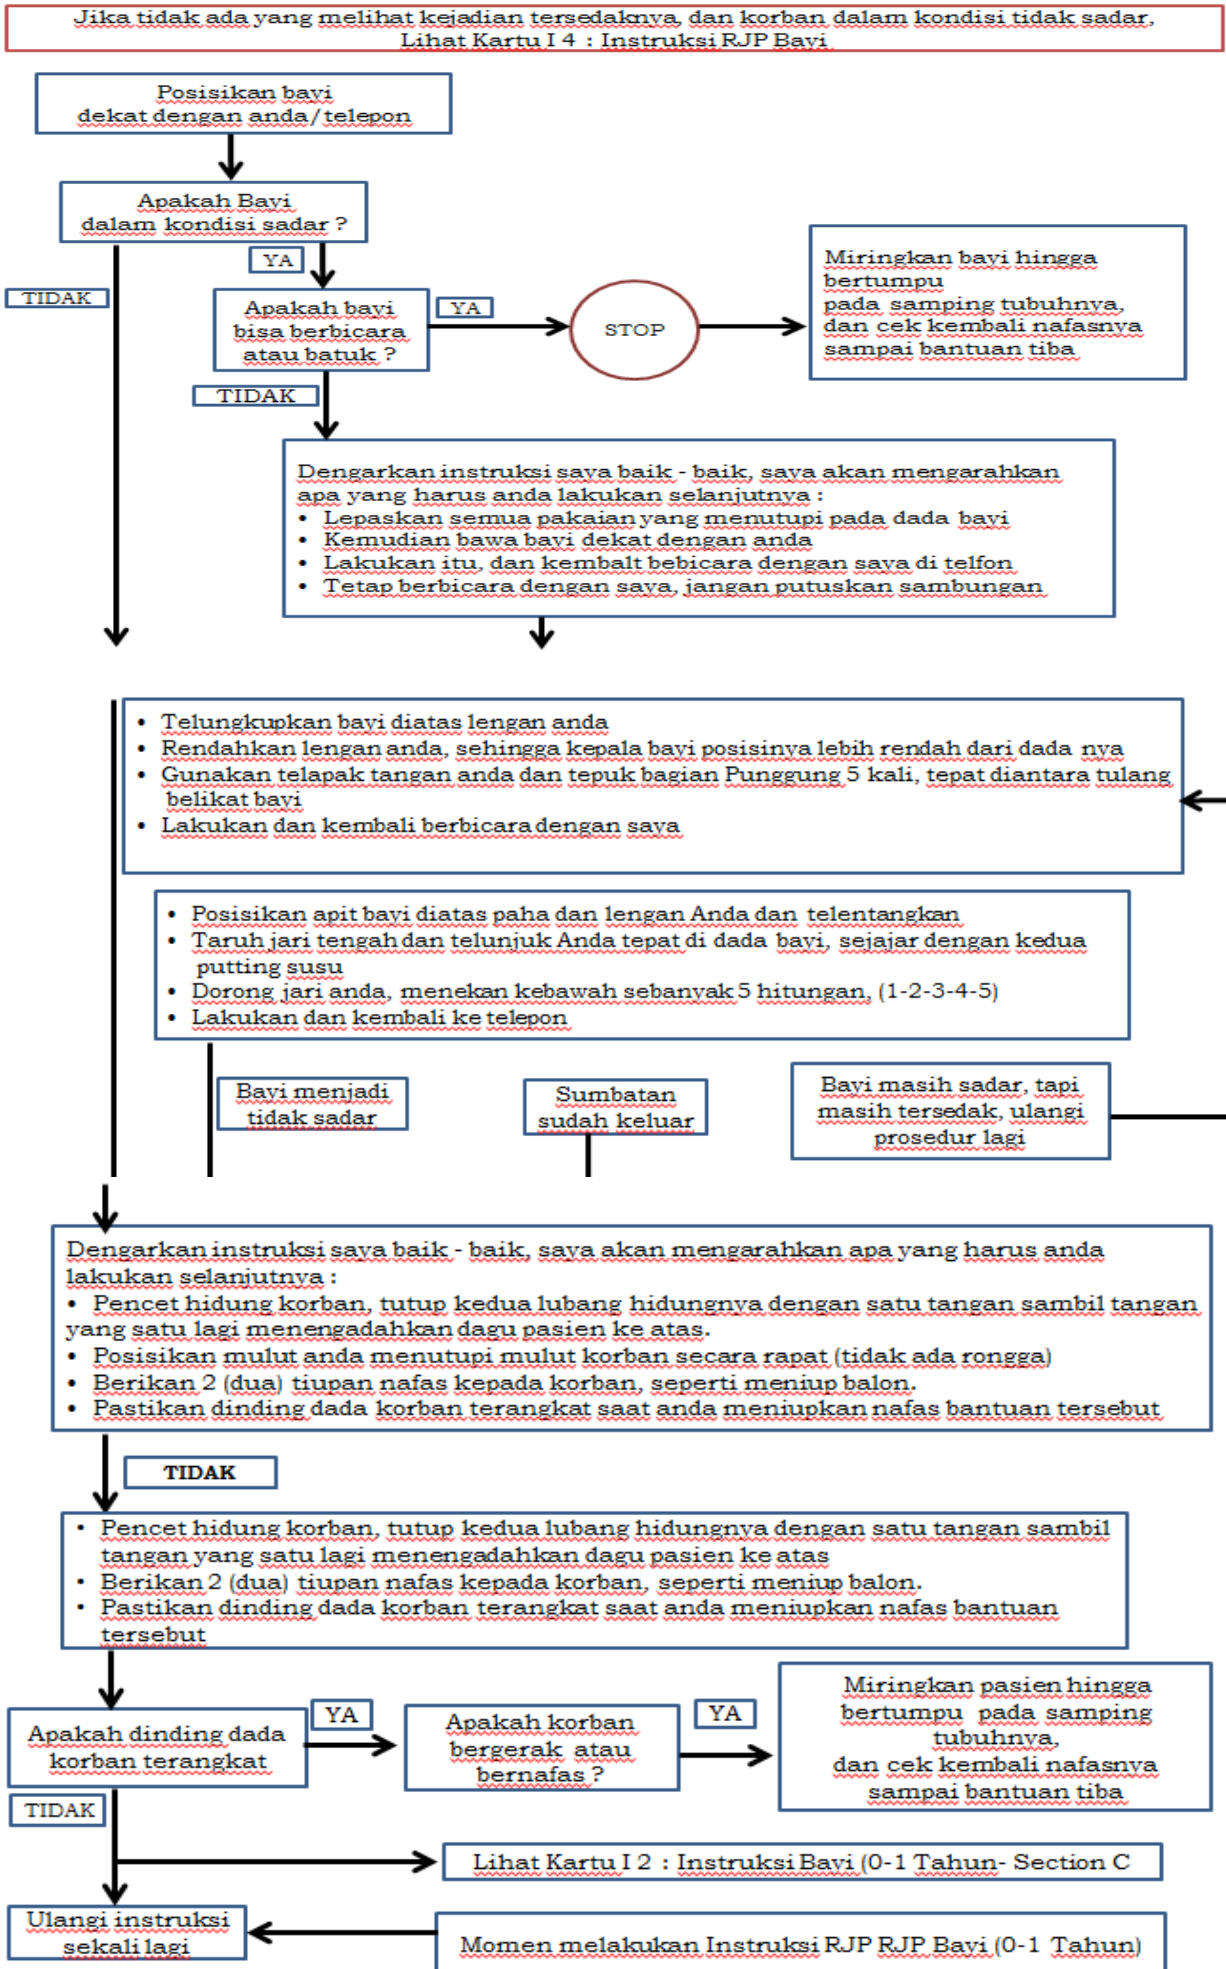 Jika tidak ada yang melihat kejadian tersedaknya, dan korban dalam kondisi tidak sadar,
Lihat Kartu I 4 : Instruksi RJP Bayi
Posisikan bayi
dekat dengan anda/telepon
Apakah Bayi
dalam kondisi sadar ?
YA
TIDAK
Apakah bayi
bisa berbicara
atau batuk ?
YA
STOP
Miringkan bayi hingga
bertumpu
pada samping tubuhnya,
dan cek kembali nafasnya
sampai bantuan tiba
TIDAK
Dengarkan instruksi saya baik - baik, saya akan mengarahkan
apa yang harus anda lakukan selanjutnya :
• Lepaskan semua pakaian yang menutupi pada dada bayi
• Kemudian bawa bayi dekat dengan anda
• Lakukan itu, dan kembalt bebicara dengan saya di telfon
• Tetap berbicara dengan saya, jangan putuskan sambungan
• Telungkupkan bayi diatas lengan anda
• Rendahkan lengan anda, sehingga kepala bayi posisinya lebih rendah dari dada nya
• Gunakan telapak tangan anda dan tepuk bagian Punggung 5 kali, tepat diantara tulang
belikat bayi
• Lakukan dan kembali berbicara dengan saya
• Posisikan apit bayi diatas paha dan lengan Anda dan telentangkan
• Taruh jari tengah dan telunjuk Anda tepat di dada bayi, sejajar dengan kedua
putting susu
• Dorong jari anda, menekan kebawah sebanyak 5 hitungan, (1-2-3-4-5)
• Lakukan dan kembali ke telepon
Bayi menjadi
tidak sadar
Sumbatan
sudah keluar
Bayi masih sadar, tapi
masih tersedak, ulangi
prosedur lagi
Dengarkan instruksi saya baik - baik, saya akan mengarahkan apa yang harus anda
lakukan selanjutnya :
• Pencet hidung korban, tutup kedua lubang hidungnya dengan satu tangan sambil tangan
yang satu lagi menengadahkan dagu pasien ke atas.
• Posisikan mulut anda menutupi mulut korban secara rapat (tidak ada rongga)
• Berikan 2 (dua) tiupan nafas kepada korban, seperti meniup balon.
• Pastikan dinding dada korban terangkat saat anda meniupkan nafas bantuan tersebut
TIDAK
• Pencet hidung korban, tutup kedua lubang hidungnya dengan satu tangan sambil
tangan yang satu lagi menengadahkan dagu pasien ke atas
• Berikan 2 (dua) tiupan nafas kepada korban, seperti meniup balon.
• Pastikan dinding dada korban terangkat saat anda meniupkan nafas bantuan
tersebut
Apakah dinding dada
korban terangkat
YA
Apakah korban
bergerak atau
bernafas ?
YA
Miringkan pasien hingga
bertumpu pada samping
tubuhnya,
dan cek kembali nafasnya
sampai bantuan tiba
TIDAK
Lihat Kartu I 2 : Instruksi Bayi (0-1 Tahun- Section C
Ulangi instruksi
sekali lagi
Momen melakukan Instruksi RJP RJP Bayi (0-1 Tahun)